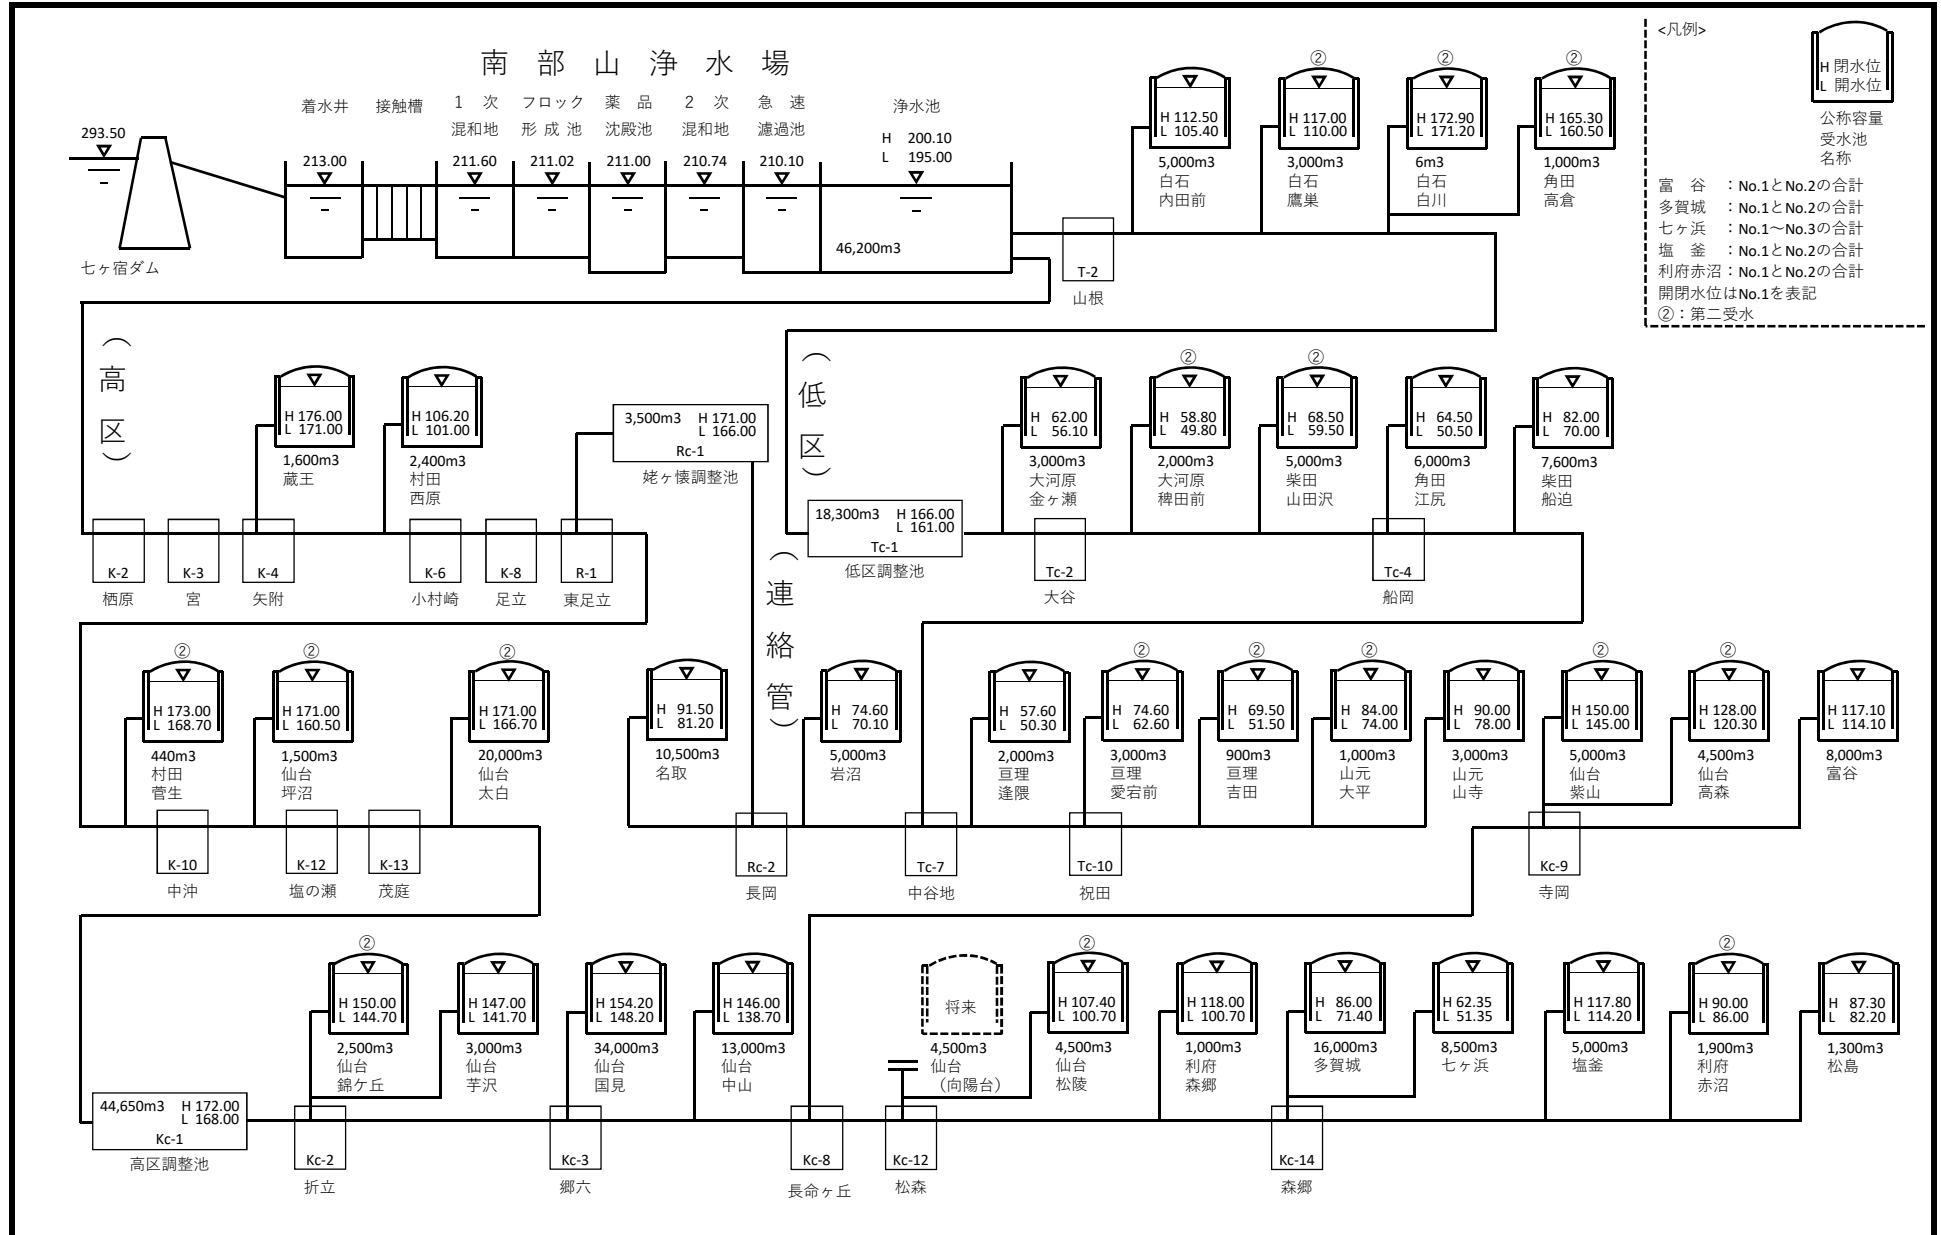 南部山浄水場
着水井
接触槽
1次
混和地
フロック
形成池
薬品
沈殿池
2次
混和地
急速
濾過池
浄水池
293.50
213.00
211.60
211.02
211.00
210.74
210.10
H 200.10
L 195.00
46,200m3
七ヶ宿ダム
T-2
山根
H 112.50
L 105.40
5,000m3
白石
内田前
②
H 117.00
L 110.00
3,000m3
白石
鷹巣
②
H 172.90
L 171.20
6m3
白石
白川
②
H 165.30
L 160.50
1,000m3
角田
高倉
<凡例>
H 閉水位
L 開水位
公称容量
受水池
名称
富 谷 :No.1とNo.2の合計
多賀城 :No.1とNo.2の合計
七ヶ浜 :No.1〜No.3の合計
塩 釜 :No.1とNo.2の合計
利府赤沼:No.1とNo.2の合計
開閉水位はNo.1を表記
②:第二受水
(高区)
H 176.00
L 171.00
1,600m3
蔵王
H 106.20
L 101.00
2,400m3
村田
西原
3,500m3 H 171.00
L 166.00
Rc-1
姥ヶ懐調整池
K-2
栖原
K-3
宮
K-4
矢附
K-6
小村崎
K-8
足立
R-1
東足立
(低区)
18,300m3 H 166.00
L 161.00
Tc-1
低区調整池
H 62.00
L 56.10
3,000m3
大河原
金ヶ瀬
②
H 58.80
L 49.80
2,000m3
大河原
稗田前
②
H 68.50
L 59.50
5,000m3
柴田
山田沢
H 64.50
L 50.50
6,000m3
角田
江尻
H 82.00
L 70.00
7,600m3
柴田
船迫
Tc-2
大谷
Tc-4
船岡
(連絡管)
②
H 173.00
L 168.70
440m3
村田
菅生
②
H 171.00
L 160.50
1,500m3
仙台
坪沼
②
H 171.00
L 166.70
20,000m3
仙台
太白
H 91.50
L 81.20
10,500m3
名取
H 74.60
L 70.10
5,000m3
岩沼
H 57.60
L 50.30
2,000m3
亘理
逢隈
②
H 74.60
L 62.60
3,000m3
亘理
愛宕前
②
H 69.50
L 51.50
900m3
亘理
吉田
②
H 84.00
L 74.00
1,000m3
山元
大平
H 90.00
L 78.00
3,000m3
山元
山寺
②
H 150.00
L 145.00
5,000m3
仙台
紫山
②
H 128.00
L 120.30
4,500m3
仙台
高森
H 117.10
L 114.10
8,000m3
富谷
K-10
中沖
K-12
塩の瀬
K-13
茂庭
Rc-2
長岡
Tc-7
中谷地
Tc-10
祝田
Kc-9
寺岡
②
H 150.00
L 144.70
2,500m3
仙台
錦ケ丘
H 147.00
L 141.70
3,000m3
仙台
芋沢
H 154.20
L 148.20
34,000m3
仙台
国見
H 146.00
L 138.70
13,000m3
仙台
中山
将来
4,500m3
仙台
(向陽台)
②
H 107.40
L 100.70
4,500m3
仙台
松陵
H 118.00
L 100.70
1,000m3
利府
森郷
H 86.00
L 71.40
16,000m3
多賀城
H 62.35
L 51.35
8,500m3
七ヶ浜
H 117.80
L 114.20
5,000m3
塩釜
②
H 90.00
L 86.00
1,900m3
利府
赤沼
H 87.30
L 82.20
1,300m3
松島
44,650m3 H 172.00
L 168.00
Kc-1
高区調整池
Kc-2
折立
Kc-3
郷六
Kc-8
長命ヶ丘
Kc-12
松森
Kc-14
森郷